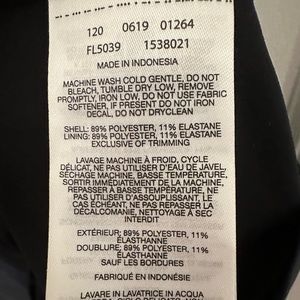 120 0619 01264
FL5039 1538021
MADE IN INDONESIA
MACHINE WASH COLD GENTLE, DO NOT
BLEACH, TUMBLE DRY LOW, REMOVE
PROMPTLY, IRON LOW, DO NOT USE FABRIC
SOFTENER, IF PRESENT DO NOT IRON
DECAL, DO NOT DRYCLEAN
SHELL: 89% POLYESTER, 11% ELASTANE
LINING: 89% POLYESTER, 11% ELASTANE
EXCLUSIVE OF TRIMMING
LAVAGE MACHINE À FROID, CYCLE
DÉLICAT, NE PAS UTILISER D'EAU DE JAVEL,
SÉCHAGE MACHINE, BASSE TEMPÉRATURE,
SORTIR IMMÉDIATEMENT DE LA MACHINE,
REPASSER À BASSE TEMPÉRATURE, NE PAS
UTILISER D'ASSOUPLISSANT, LE
CAS ÉCHÉANT, NE PAS REPASSER LA
DÉCALCOMANIE, NETTOYAGE À SEC
INTERDIT
EXTÉRIEUR; 89% POLYESTER, 11%
ÉLASTHANNE
DOUBLURE; 89% POLYESTER, 11%
ÉLASTHANNE
SAUF LES BORDURES
FABRIQUÉ EN INDONÉSIE
LAVARE IN LAVATRICE IN ACQUA